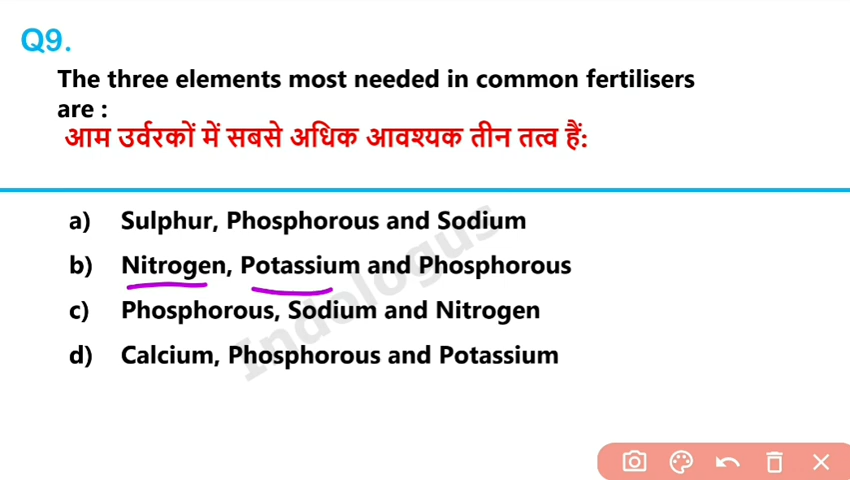 Q9.
The three elements most needed in common fertilisers
are :
आम उर्वरकों में सबसे अधिक आवश्यक तीन तत्व हैं:
a) Sulphur, Phosphorous and Sodium
b) Nitrogen, Potassium and Phosphorous
c) Phosphorous, Sodium and Nitrogen
d) Calcium, Phosphorous and Potassium
Indologus